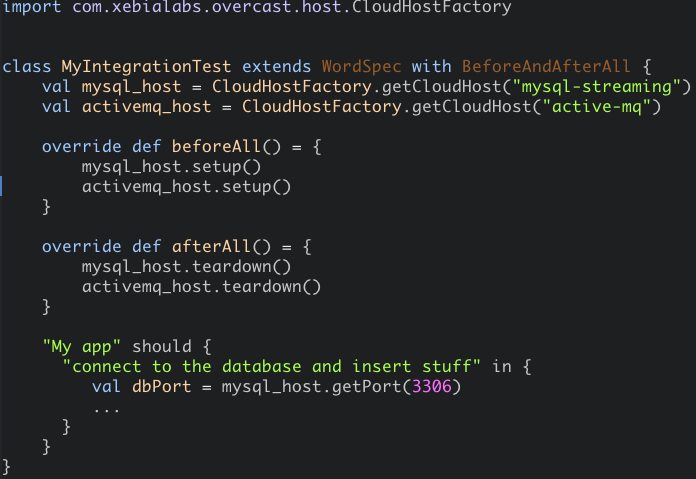 import com.xebialabs.overcast.host.CloudHostFactory
class MyIntegrationTest extends WordSpec with BeforeAndAfterAll {
    val mysql_host = CloudHostFactory.getCloudHost("mysql-streaming")
    val activemq_host = CloudHostFactory.getCloudHost("active-mq")
    override def beforeAll() = {
        mysql_host.setup()
        activemq_host.setup()
    }
    override def afterAll() = {
        mysql_host.teardown()
        activemq_host.teardown()
    }
    "My app" should {
      "connect to the database and insert stuff" in {
         val dbPort = mysql_host.getPort(3306)
         ...
      }
    }
}